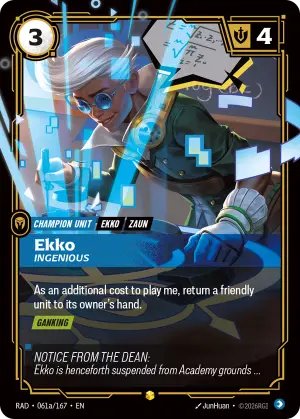 3
4
CHAMPION UNIT EKKO ZAUN
Ekko
INGENIOUS
As an additional cost to play me, return a friendly
unit to its owner's hand.
GANKING
NOTICE FROM THE DEAN:
Ekko is henceforth suspended from Academy grounds ...
RAD • 061a/167 • EN
JunHuan
©2026RGI